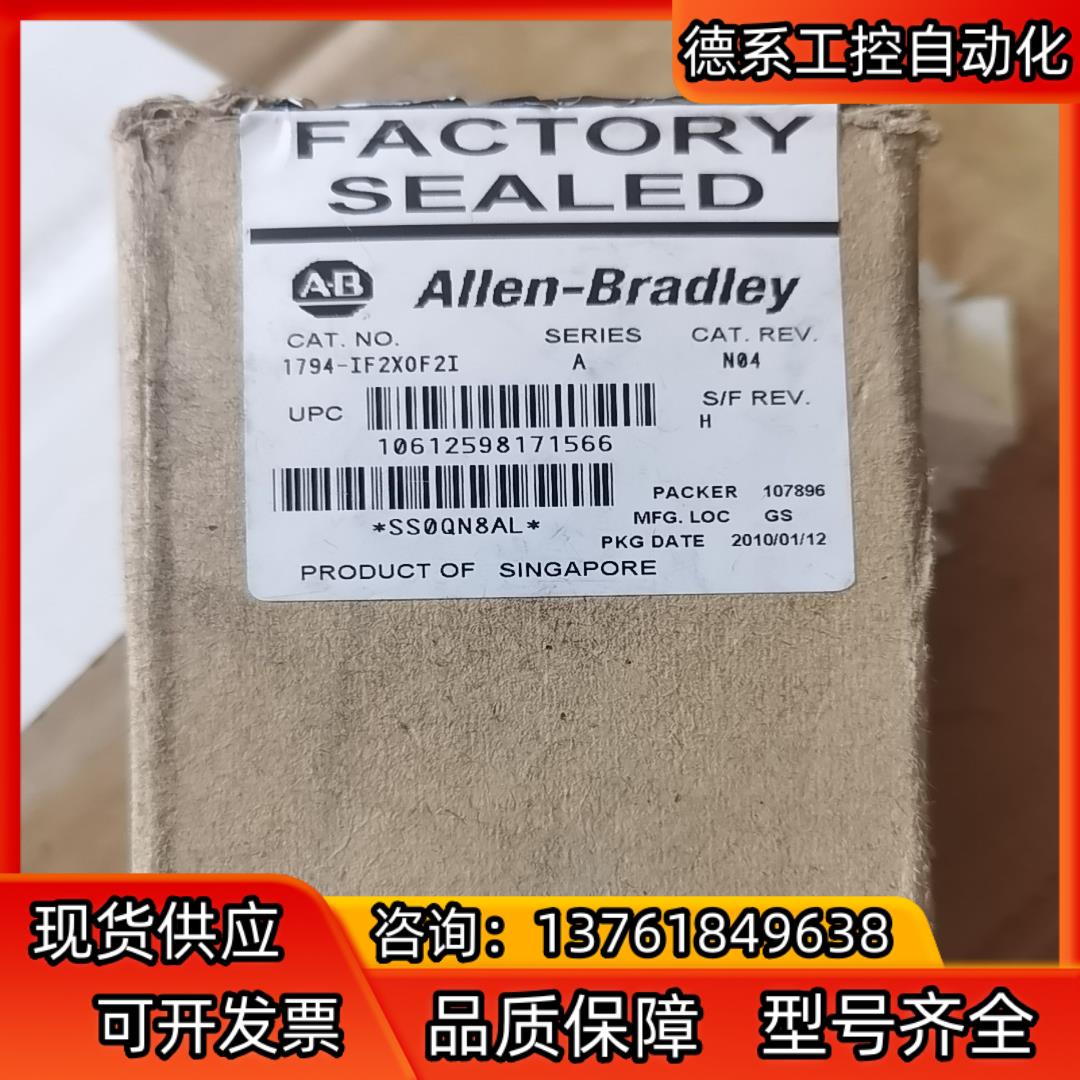 德系工控自动化
FACTORY
SEALED
A-B Allen-Bradley
CAT. NO. SERIES CAT. REV.
1794-IF2XOF2I A N04
UPC S/F REV.
H
10612598171566
PACKER 107896
*SS0QN8AL* MFG. LOC GS
PKG DATE 2010/01/12
PRODUCT OF SINGAPORE
现货供应 咨询：13761849638
可开发票 品质保障 型号齐全